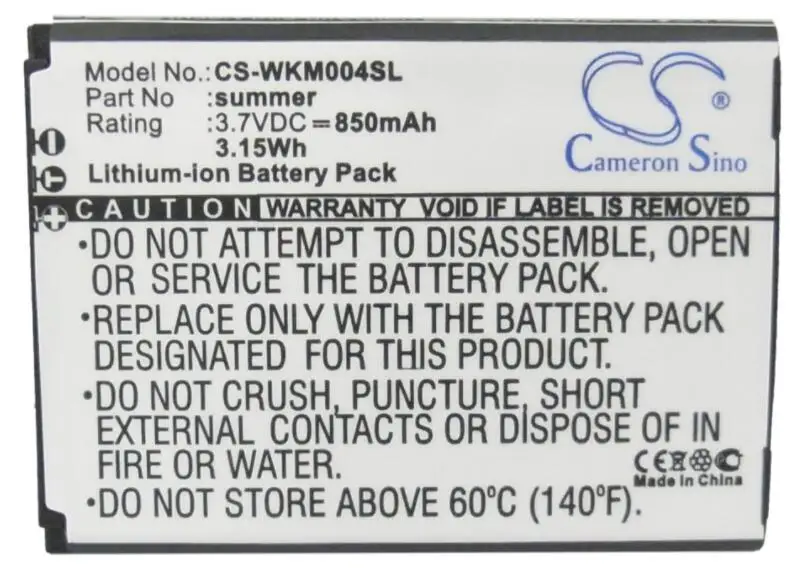 Model No.: CS-WKM004SL
Part No :summer
Rating :3.7VDC⎓850mAh
3.15Wh
Lithium-ion Battery Pack
CS®
Cameron Sino
CAUTION WARRANTY VOID IF LABEL IS REMOVED
•DO NOT ATTEMPT TO DISASSEMBLE, OPEN
OR SERVICE THE BATTERY PACK.
•REPLACE ONLY WITH THE BATTERY PACK
DESIGNATED FOR THIS PRODUCT.
•DO NOT CRUSH, PUNCTURE, SHORT
EXTERNAL CONTACTS OR DISPOSE OF IN
FIRE OR WATER.
CE
Made in China
•DO NOT STORE ABOVE 60°C (140°F).